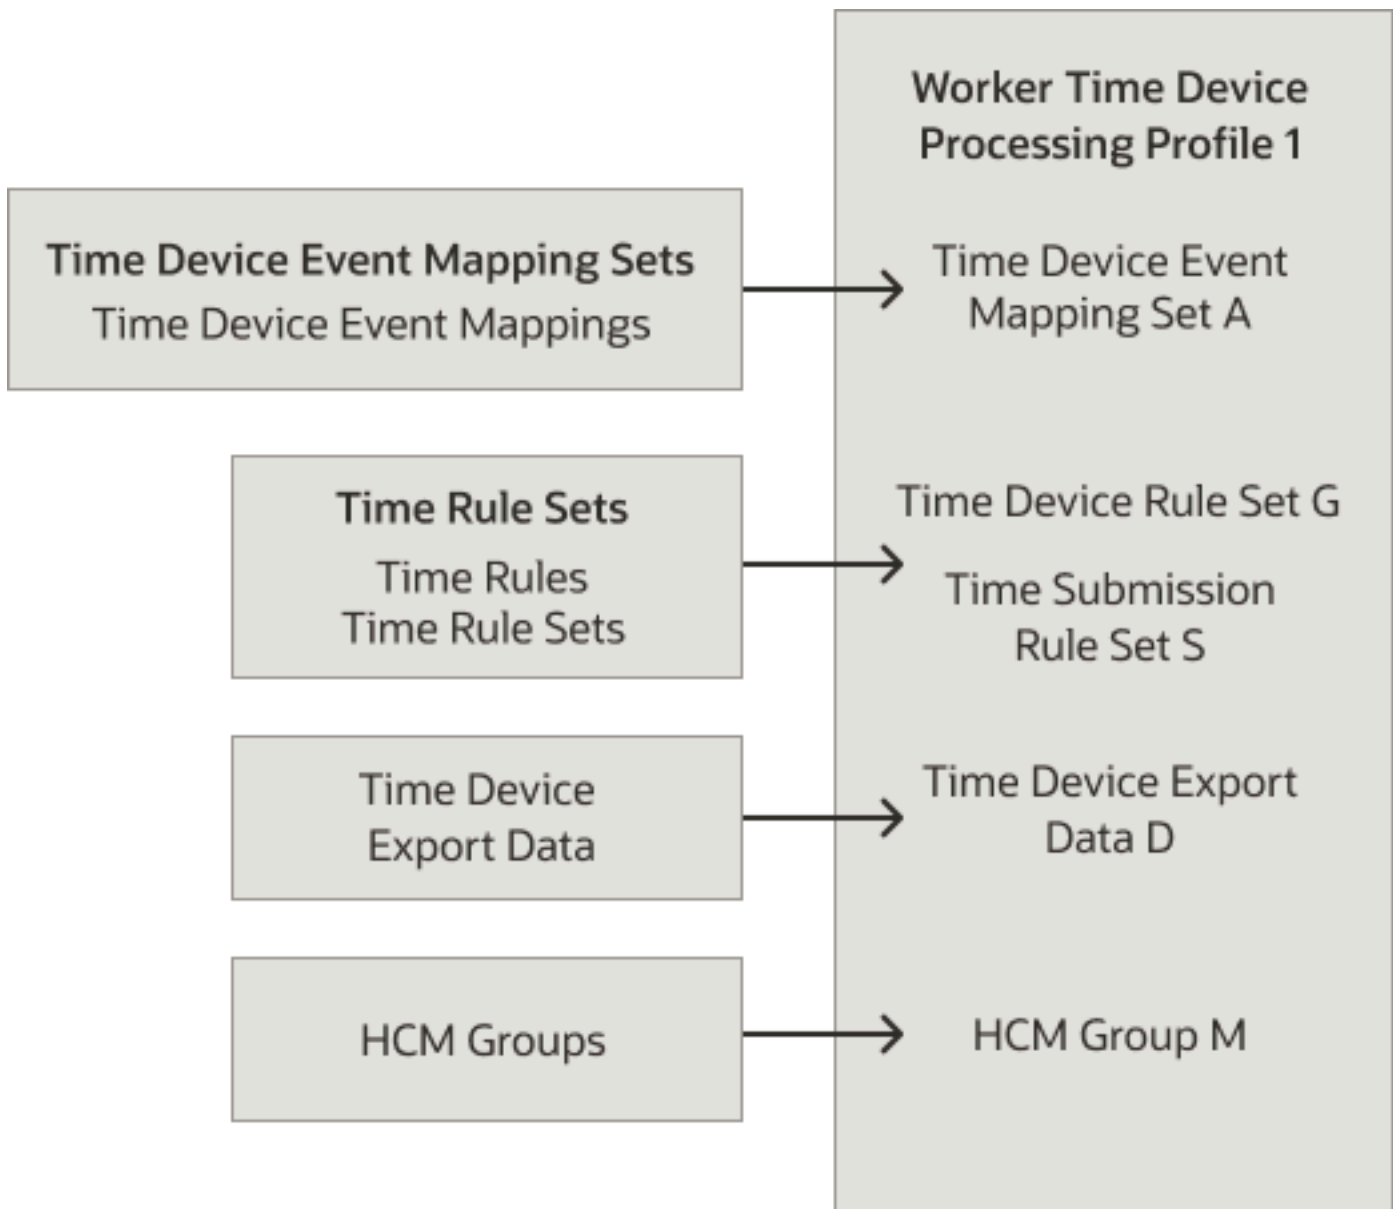 Worker Time Device
Processing Profile 1
Time Device Event Mapping Sets
Time Device Event Mappings
Time Device Event
Mapping Set A
Time Rule Sets
Time Rules
Time Rule Sets
Time Device Rule Set G
Time Submission
Rule Set S
Time Device
Export Data
Time Device Export
Data D
HCM Groups
HCM Group M